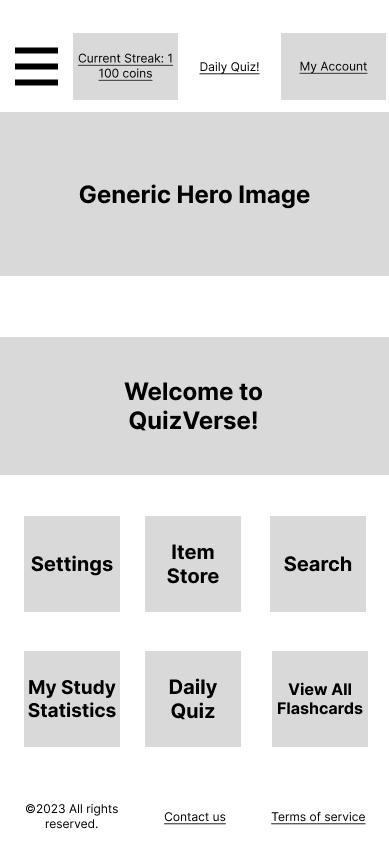 Current Streak: 1
100 coins
Daily Quiz!
My Account
Generic Hero Image
Welcome to
QuizVerse!
Settings
Item
Store
Search
My Study
Statistics
Daily
Quiz
View All
Flashcards
©2023 All rights
reserved.
Contact us
Terms of service